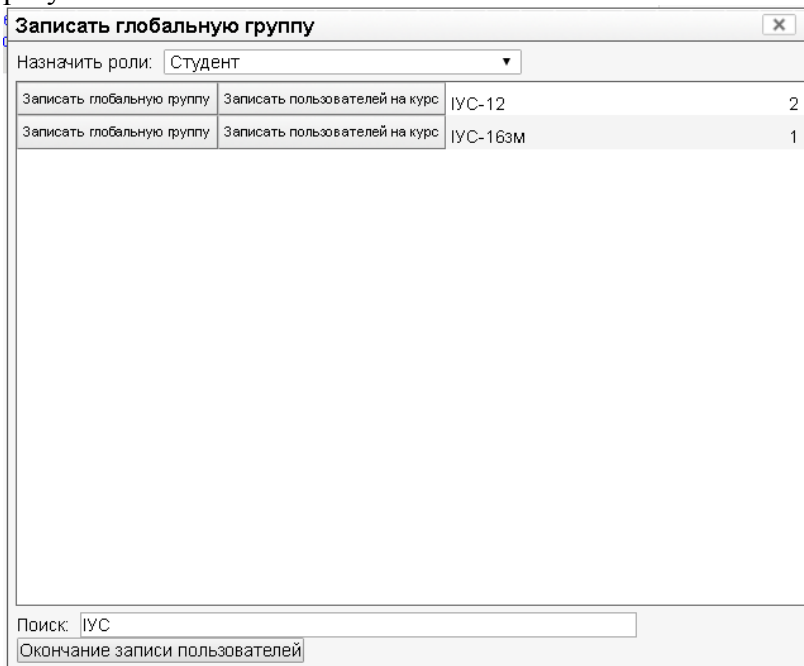 Записать глобальную группу
Назначить роли: Студент
Записать глобальную группу Записать пользователей на курс ІУС-12 2
Записать глобальную группу Записать пользователей на курс ІУС-16зм 1
Поиск: ІУС
Окончание записи пользователей